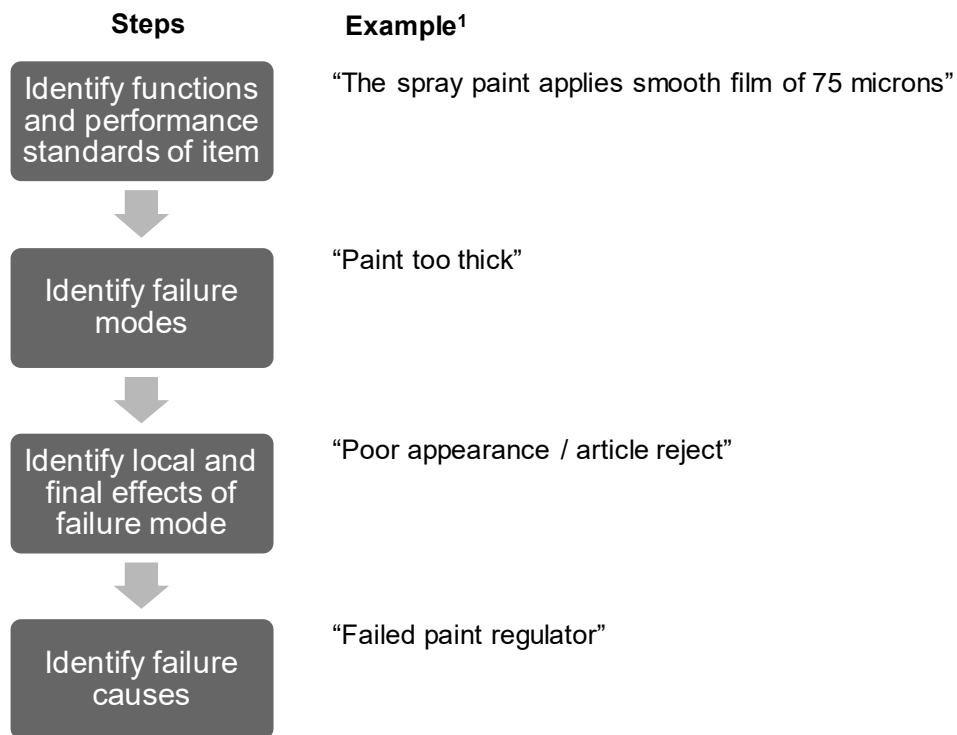 Steps
Example¹
Identify functions
and performance
standards of item
“The spray paint applies smooth film of 75 microns”
Identify failure
modes
“Paint too thick”
Identify local and
final effects of
failure mode
“Poor appearance / article reject”
Identify failure
causes
“Failed paint regulator”